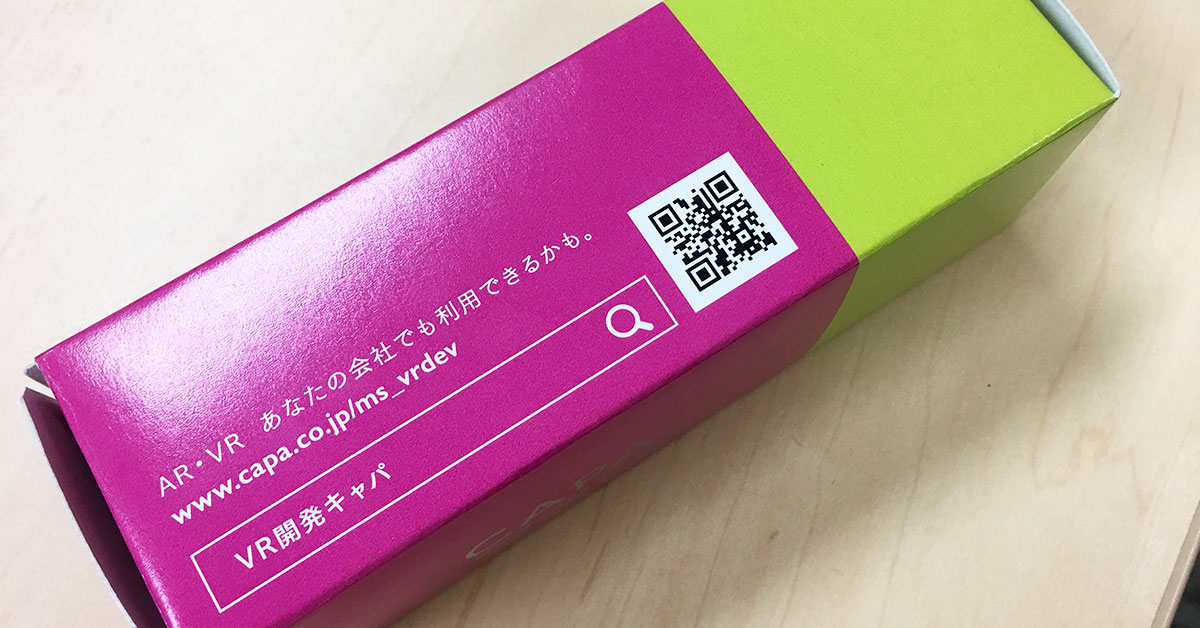 AR・VR あなたの会社でも利用できるかも。
www.capa.co.jp/ms_vrdev
VR開発キャパ
CAPA